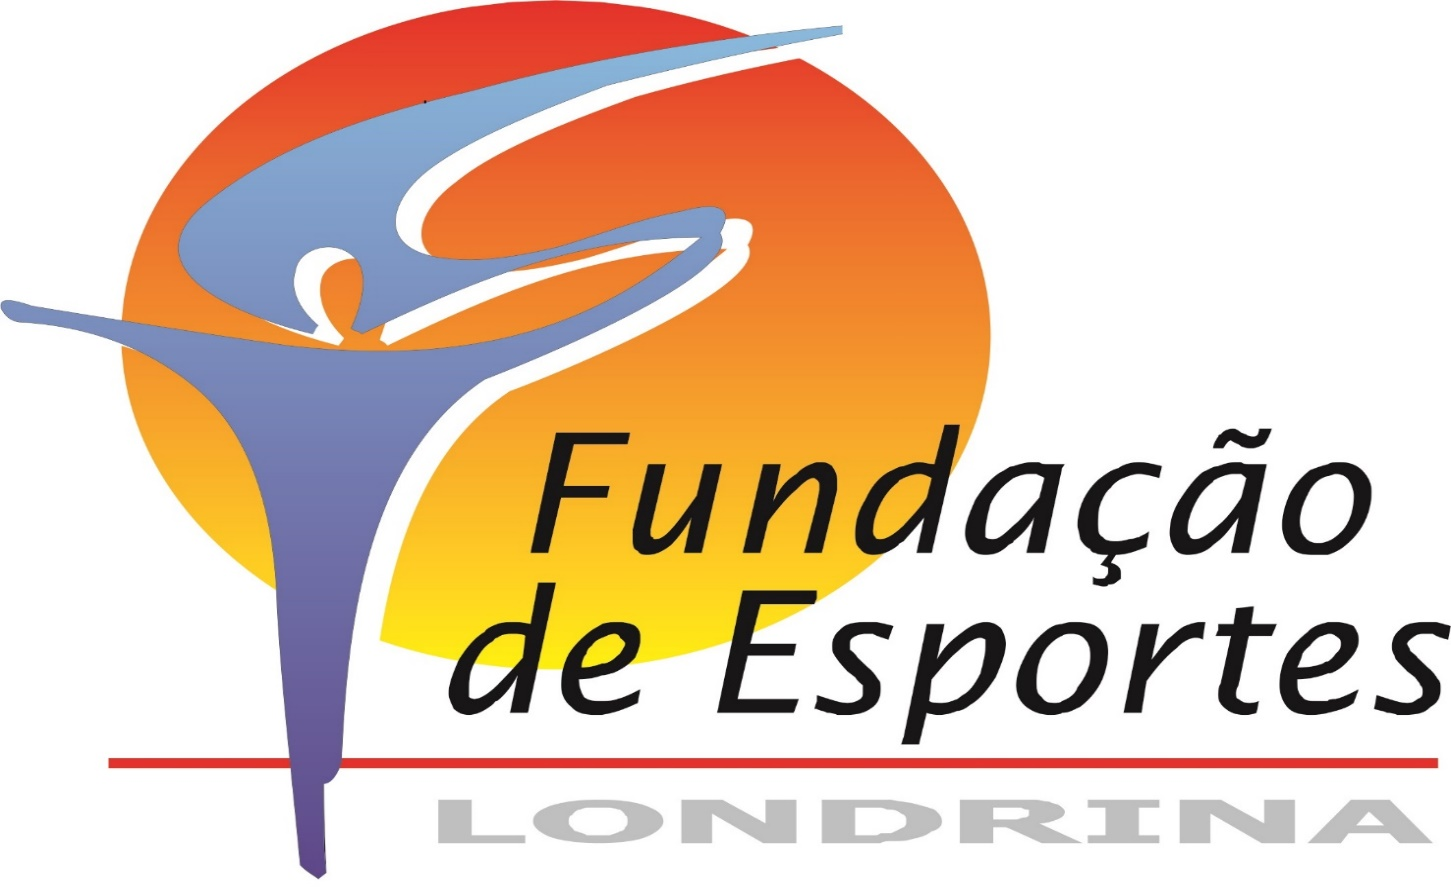 Fundação
de Esportes
LONDRINA